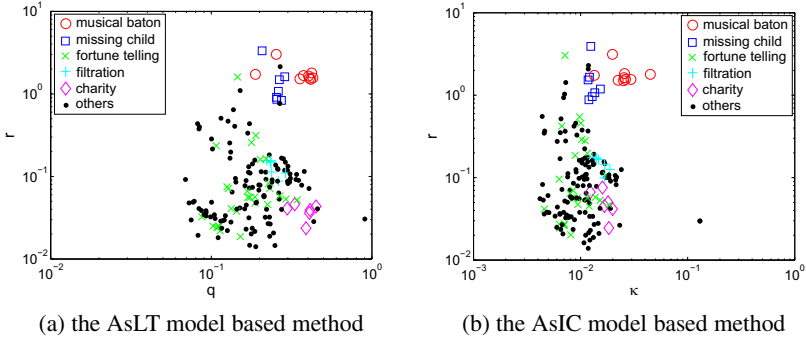 musical baton
missing child
fortune telling
filtration
charity
others
10^1
10^0
10^-1
10^-2
r
10^-2
10^-1
10^0
q
(a) the AsLT model based method
musical baton
missing child
fortune telling
filtration
charity
others
10^1
10^0
10^-1
10^-2
r
10^-3
10^-2
10^-1
10^0
κ
(b) the AsIC model based method